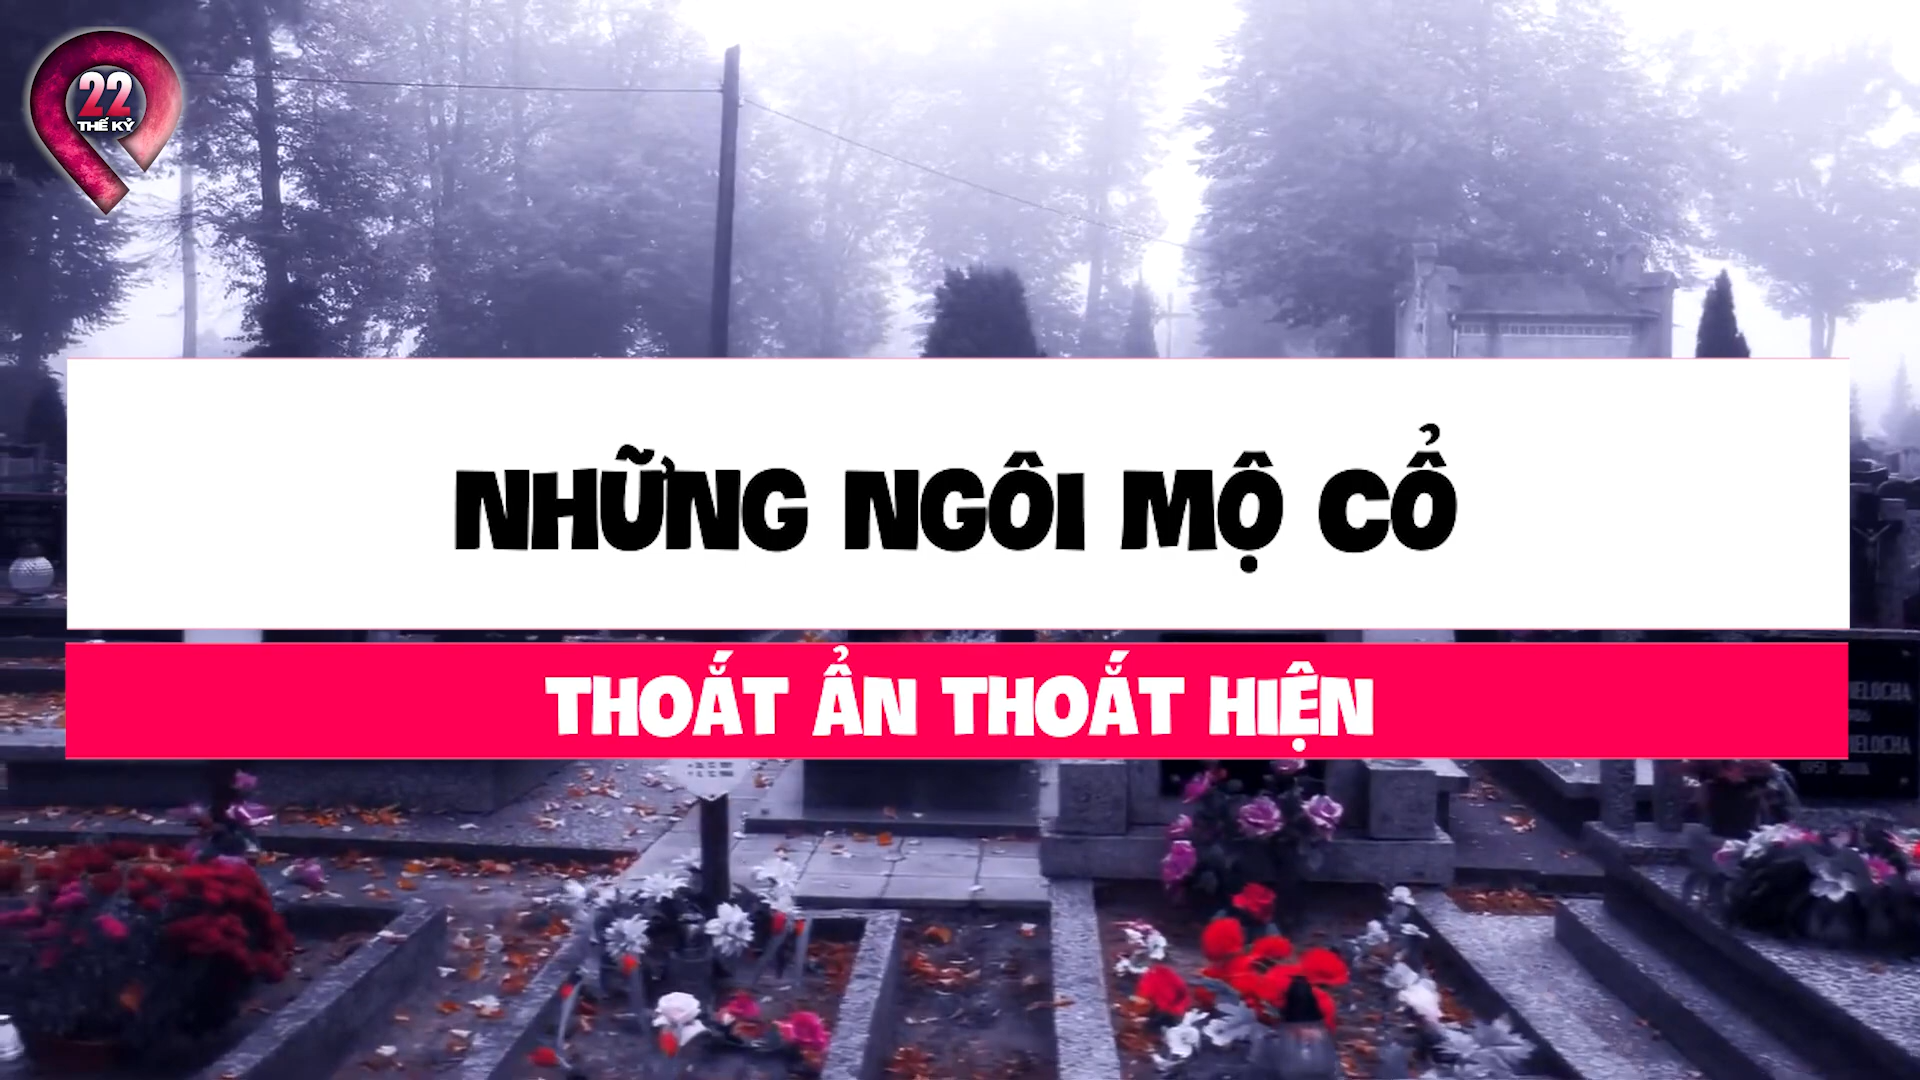 22
THẾ KỶ
NHỮNG NGÔI MỘ CỔ
THOẮT ẨN THOẮT HIỆN